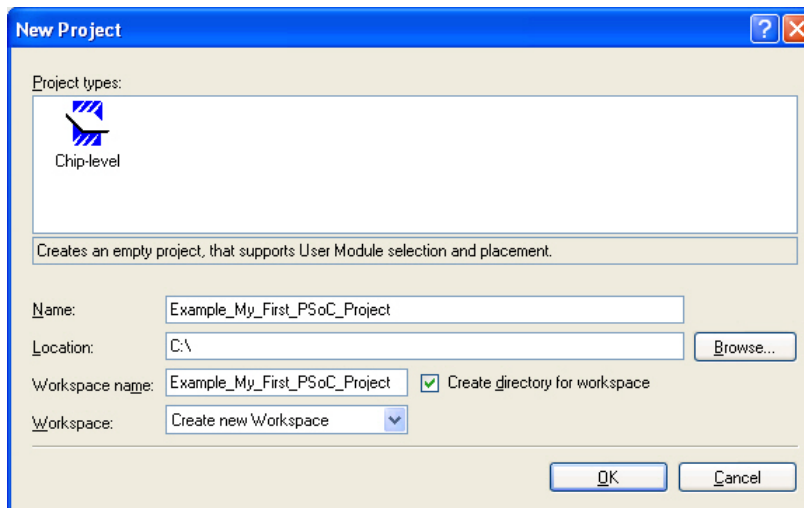 New Project
Project types:
Chip-level
Creates an empty project, that supports User Module selection and placement.
Name: Example_My_First_PSoC_Project
Location: C:\ Browse...
Workspace name: Example_My_First_PSoC_Project Create directory for workspace
Workspace: Create new Workspace
OK Cancel